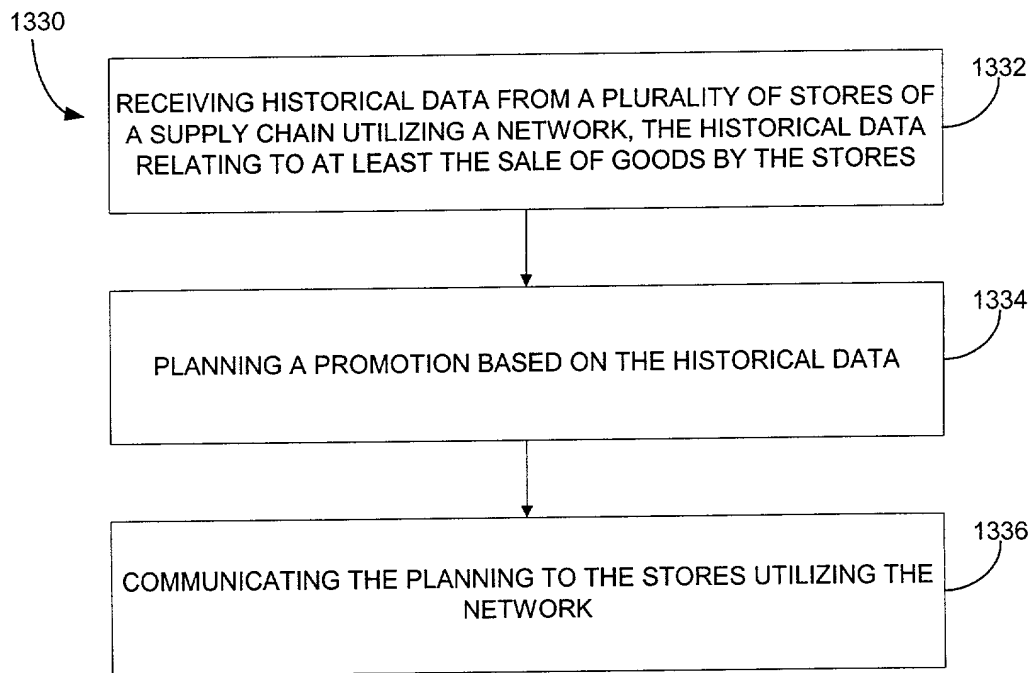 1330
1332
RECEIVING HISTORICAL DATA FROM A PLURALITY OF STORES OF
A SUPPLY CHAIN UTILIZING A NETWORK, THE HISTORICAL DATA
RELATING TO AT LEAST THE SALE OF GOODS BY THE STORES
1334
PLANNING A PROMOTION BASED ON THE HISTORICAL DATA
1336
COMMUNICATING THE PLANNING TO THE STORES UTILIZING THE
NETWORK